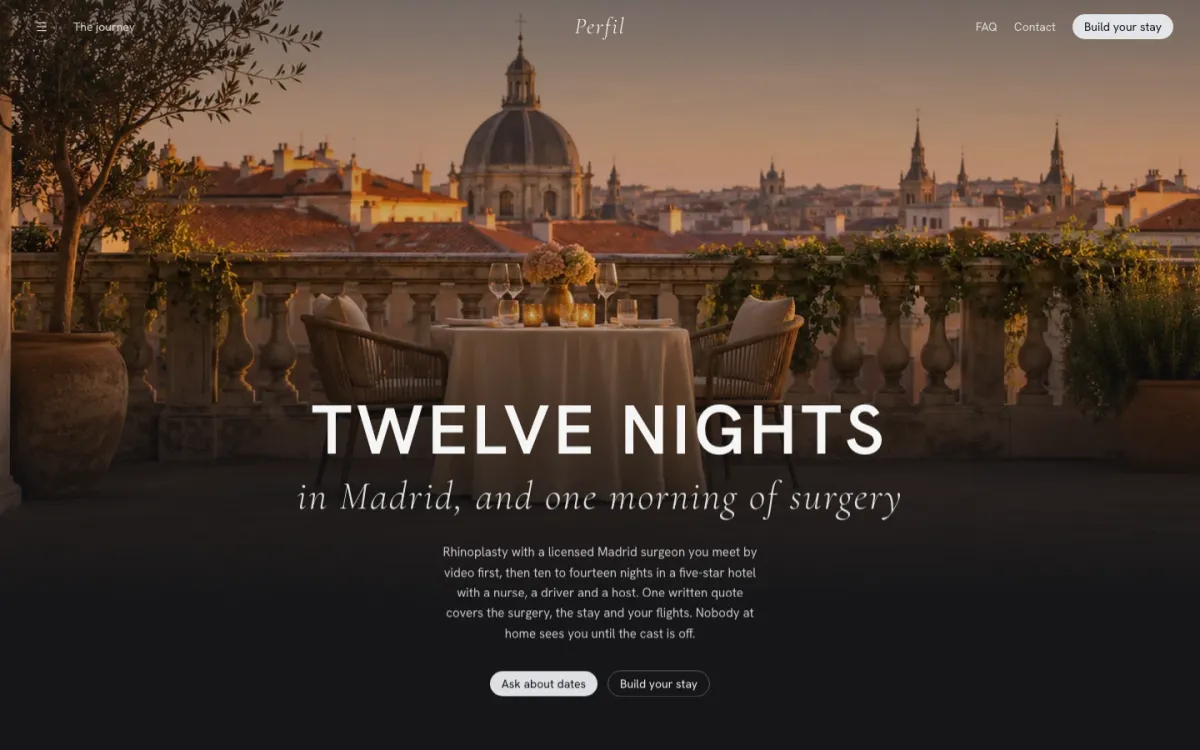 The journey
Perfil
FAQ
Contact
Build your stay
TWELVE NIGHTS
in Madrid, and one morning of surgery
Rhinoplasty with a licensed Madrid surgeon you meet by
video first, then ten to fourteen nights in a five-star hotel
with a nurse, a driver and a host. One written quote
covers the surgery, the stay and your flights. Nobody at
home sees you until the cast is off.
Ask about dates
Build your stay